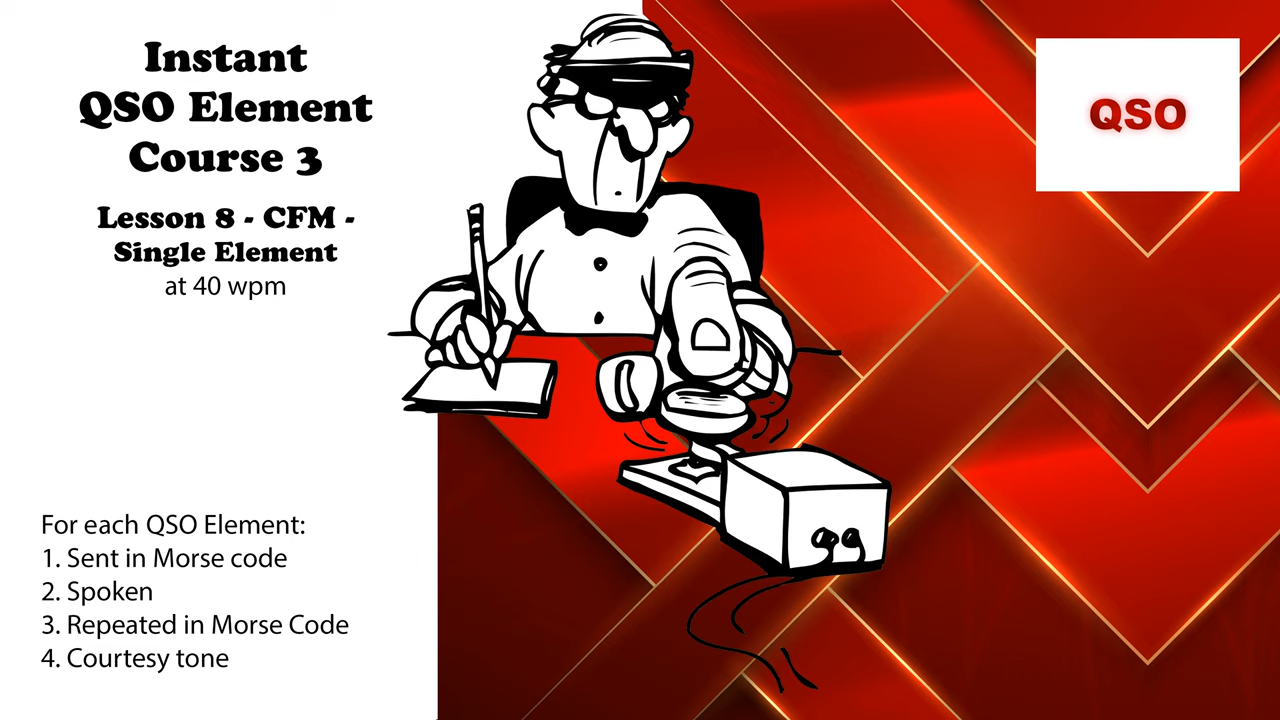 Instant
QSO Element
Course 3
Lesson 8 - CFM -
Single Element
at 40 wpm
QSO
For each QSO Element:
1. Sent in Morse code
2. Spoken
3. Repeated in Morse Code
4. Courtesy tone